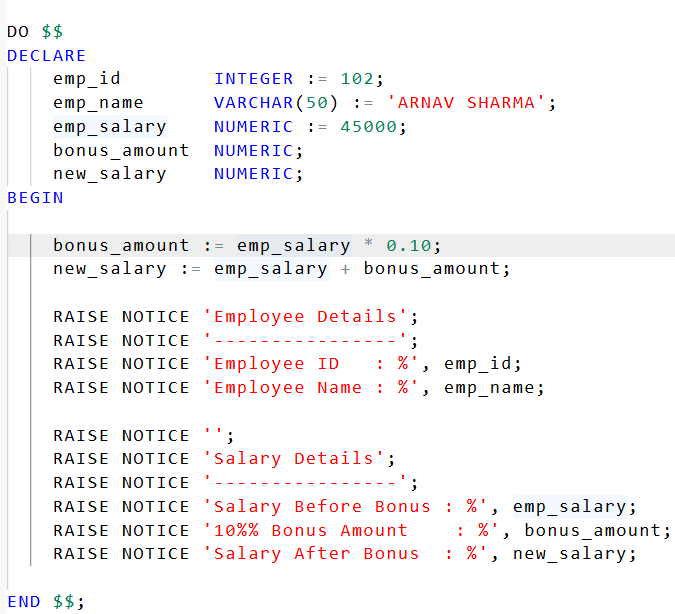 DO $$
DECLARE
    emp_id        INTEGER := 102;
    emp_name      VARCHAR(50) := 'ARNAV SHARMA';
    emp_salary    NUMERIC := 45000;
    bonus_amount  NUMERIC;
    new_salary    NUMERIC;
BEGIN

    bonus_amount := emp_salary * 0.10;
    new_salary := emp_salary + bonus_amount;

    RAISE NOTICE 'Employee Details';
    RAISE NOTICE '----------------';
    RAISE NOTICE 'Employee ID   : %', emp_id;
    RAISE NOTICE 'Employee Name : %', emp_name;

    RAISE NOTICE '';
    RAISE NOTICE 'Salary Details';
    RAISE NOTICE '----------------';
    RAISE NOTICE 'Salary Before Bonus : %', emp_salary;
    RAISE NOTICE '10%% Bonus Amount    : %', bonus_amount;
    RAISE NOTICE 'Salary After Bonus  : %', new_salary;

END $$;